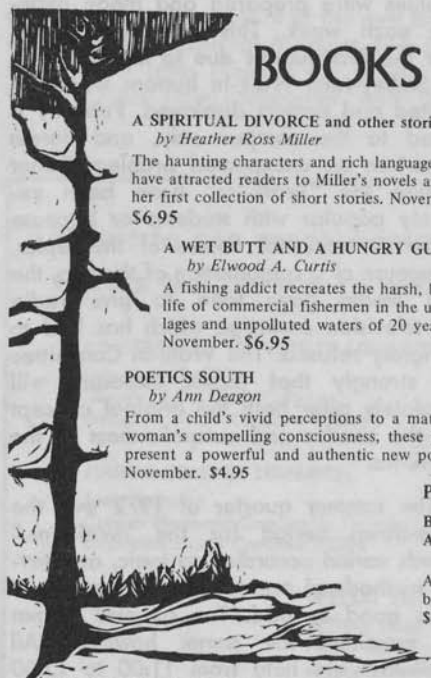 BOOKS
A SPIRITUAL DIVORCE and other stori
by Heather Ross Miller
The haunting characters and rich language
have attracted readers to Miller's novels a
her first collection of short stories. Novem
$6.95
A WET BUTT AND A HUNGRY GU
by Elwood A. Curtis
A fishing addict recreates the harsh,
life of commercial fishermen in the u
lages and unpolluted waters of 20 ye
November. $6.95
POETICS SOUTH
by Ann Deagon
From a child's vivid perceptions to a mat
woman's compelling consciousness, these
present a powerful and authentic new po
November. $4.95
P
B
A
A
b
$